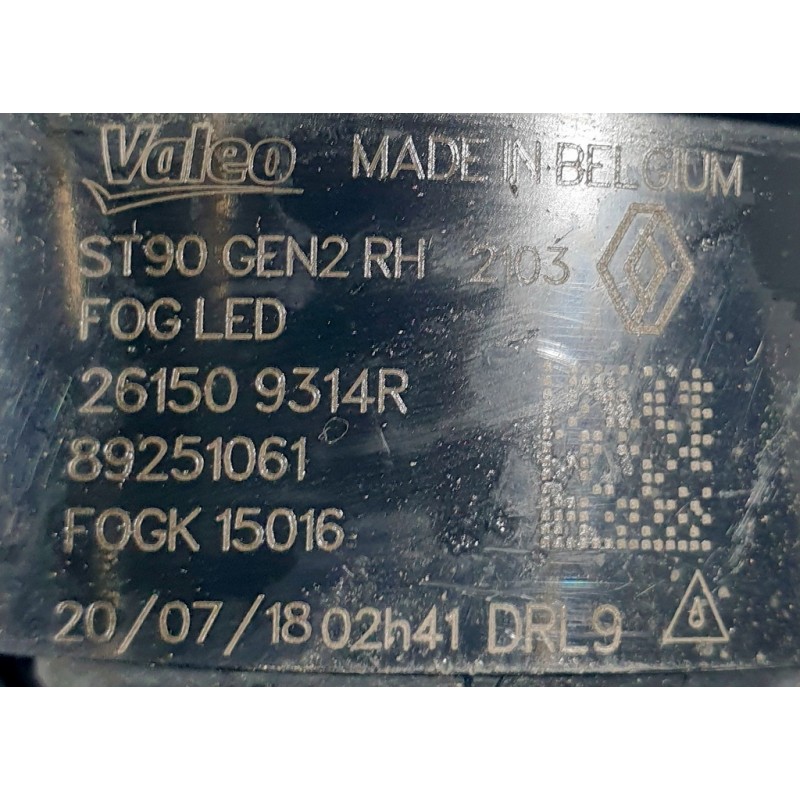 Valeo MADE IN BELGIUM
ST90 GEN2 RH 2103
FOG LED
26150 9314R
89251061
FOGK 15016
20/07/18 02h41 DRL9